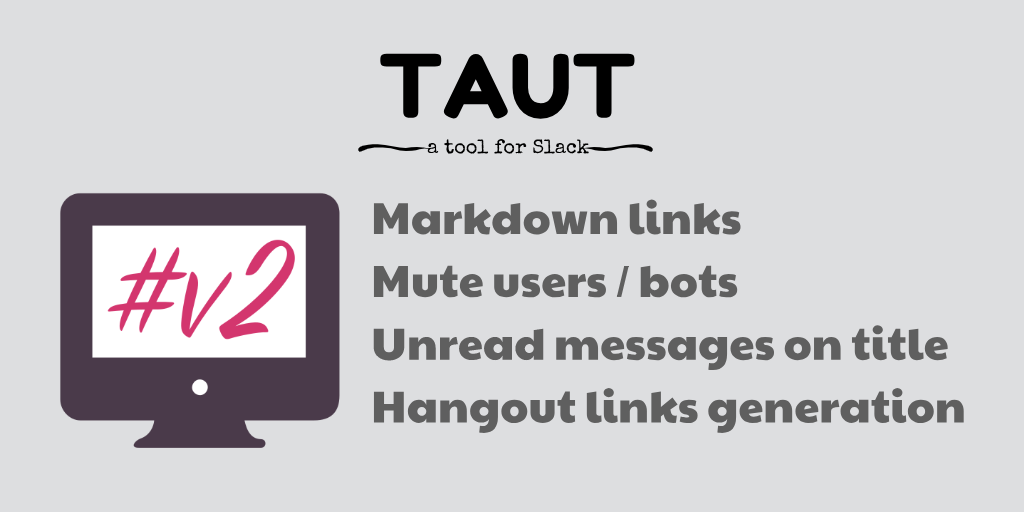 TAUT
a tool for Slack
#v2
Markdown links
Mute users / bots
Unread messages on title
Hangout links generation